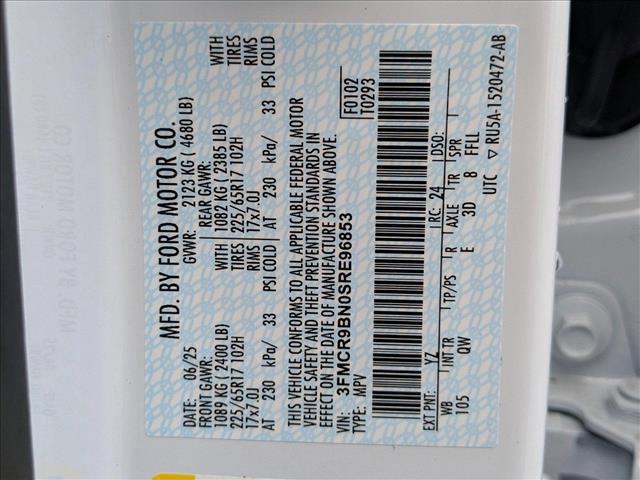 MFD. BY FORD MOTOR CO.
06/25 GVWR: 2123 KG ( 4680 LB)
FRONT GAWR: REAR GAWR:
1089 KG ( 2400 LB) WITH 1082 KG ( 2385 LB) WITH
225/65R17 102H TIRES 225/65R17 102H TIRES
17x7.0J RIMS 17x7.0J RIMS
AT 230 kPa/ 33 PSI COLD AT 230 kPa/ 33 PSI COLD
THIS VEHICLE CONFORMS TO ALL APPLICABLE FEDERAL MOTOR
VEHICLE SAFETY AND THEFT PREVENTION STANDARDS IN
EFFECT ON THE DATE OF MANUFACTURE SHOWN ABOVE.
VIN: 3FMCR9BN0SRE96853
TYPE: MPV
F0102
T0293
EXT PNT: YZ RC: 24 DSO:
WB INT TR TP/PS R AXLE TR SPR
105 QW E 3D 8 FFLL
UTC ▽ RU5A-1520472-AB